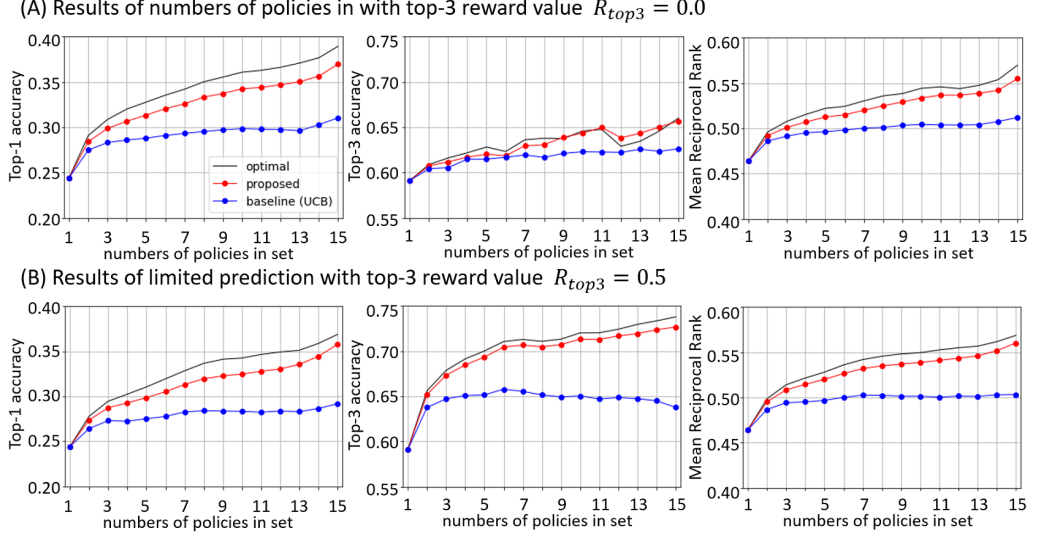 (A) Results of numbers of policies in with top-3 reward value R_top3 = 0.0
Top-1 accuracy
0.40
0.35
0.30
0.25
0.20
optimal
proposed
baseline (UCB)
1 3 5 7 9 11 13 15
numbers of policies in set
Top-3 accuracy
0.75
0.70
0.65
0.60
0.55
1 3 5 7 9 11 13 15
numbers of policies in set
Mean Reciprocal Rank
0.60
0.55
0.50
0.45
0.40
1 3 5 7 9 11 13 15
numbers of policies in set
(B) Results of limited prediction with top-3 reward value R_top3 = 0.5
Top-1 accuracy
0.40
0.35
0.30
0.25
0.20
1 3 5 7 9 11 13 15
numbers of policies in set
Top-3 accuracy
0.75
0.70
0.65
0.60
0.55
1 3 5 7 9 11 13 15
numbers of policies in set
Mean Reciprocal Rank
0.60
0.55
0.50
0.45
0.40
1 3 5 7 9 11 13 15
numbers of policies in set